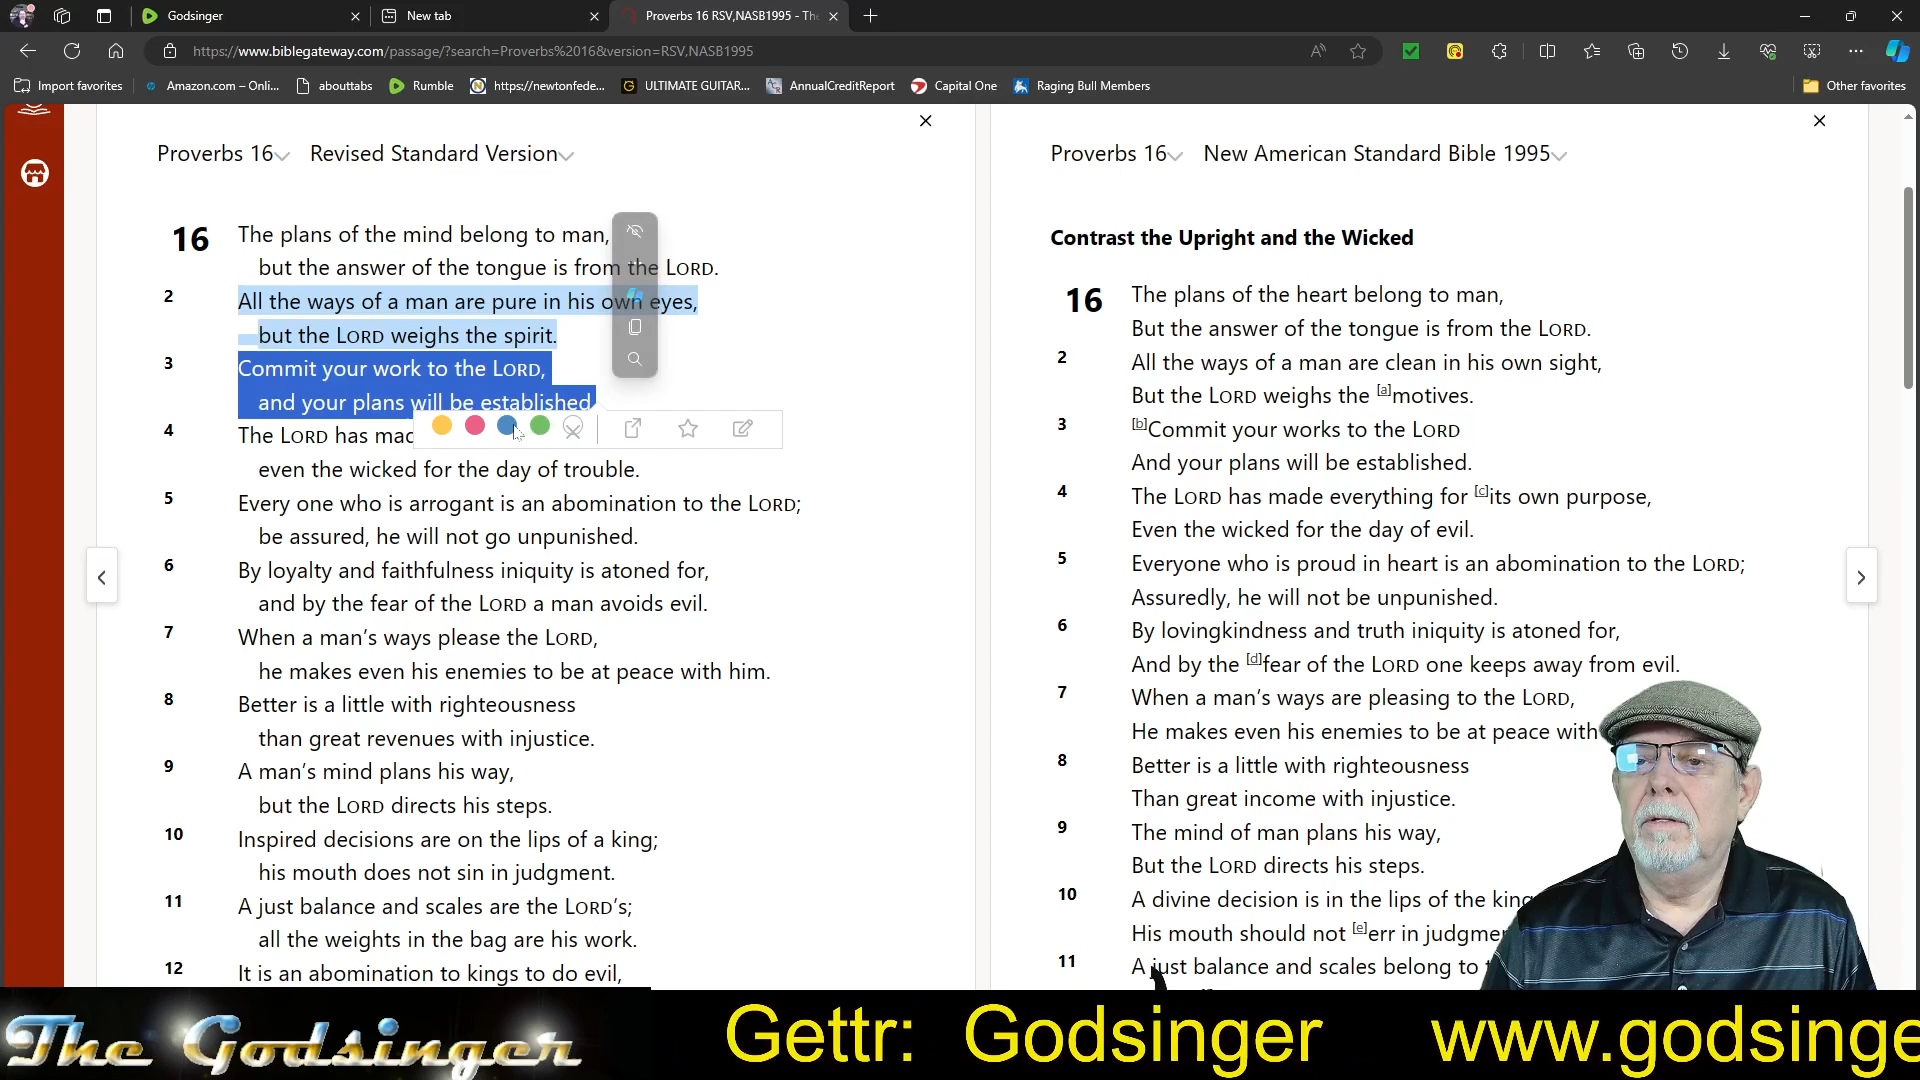 Godsinger
New tab
Proverbs 16 RSV,NASB1995 - The
https://www.biblegateway.com/passage/?search=Proverbs%2016&version=RSV,NASB1995
Import favorites
Amazon.com – Onli...
abouttabs
Rumble
https://newtonfede...
ULTIMATE GUITAR...
AnnualCreditReport
Capital One
Raging Bull Members
Other favorites
Proverbs 16 Revised Standard Version
16 The plans of the mind belong to man,
but the answer of the tongue is from the LORD.
2 All the ways of a man are pure in his own eyes,
but the LORD weighs the spirit.
3 Commit your work to the LORD,
and your plans will be established
4 The LORD has mad
even the wicked for the day of trouble.
5 Every one who is arrogant is an abomination to the LORD;
be assured, he will not go unpunished.
6 By loyalty and faithfulness iniquity is atoned for,
and by the fear of the LORD a man avoids evil.
7 When a man’s ways please the LORD,
he makes even his enemies to be at peace with him.
8 Better is a little with righteousness
than great revenues with injustice.
9 A man’s mind plans his way,
but the LORD directs his steps.
10 Inspired decisions are on the lips of a king;
his mouth does not sin in judgment.
11 A just balance and scales are the LORD’s;
all the weights in the bag are his work.
12 It is an abomination to kings to do evil,
Proverbs 16 New American Standard Bible 1995
Contrast the Upright and the Wicked
16 The plans of the heart belong to man,
But the answer of the tongue is from the LORD.
2 All the ways of a man are clean in his own sight,
But the LORD weighs the [a]motives.
3 [b]Commit your works to the LORD
And your plans will be established.
4 The LORD has made everything for [c]its own purpose,
Even the wicked for the day of evil.
5 Everyone who is proud in heart is an abomination to the LORD;
Assuredly, he will not be unpunished.
6 By lovingkindness and truth iniquity is atoned for,
And by the [d]fear of the LORD one keeps away from evil.
7 When a man’s ways are pleasing to the LORD,
He makes even his enemies to be at peace with
8 Better is a little with righteousness
Than great income with injustice.
9 The mind of man plans his way,
But the LORD directs his steps.
10 A divine decision is in the lips of the king
His mouth should not [e]err in judgmen
11 A just balance and scales belong to
The Godsinger
Gettr: Godsinger www.godsinge